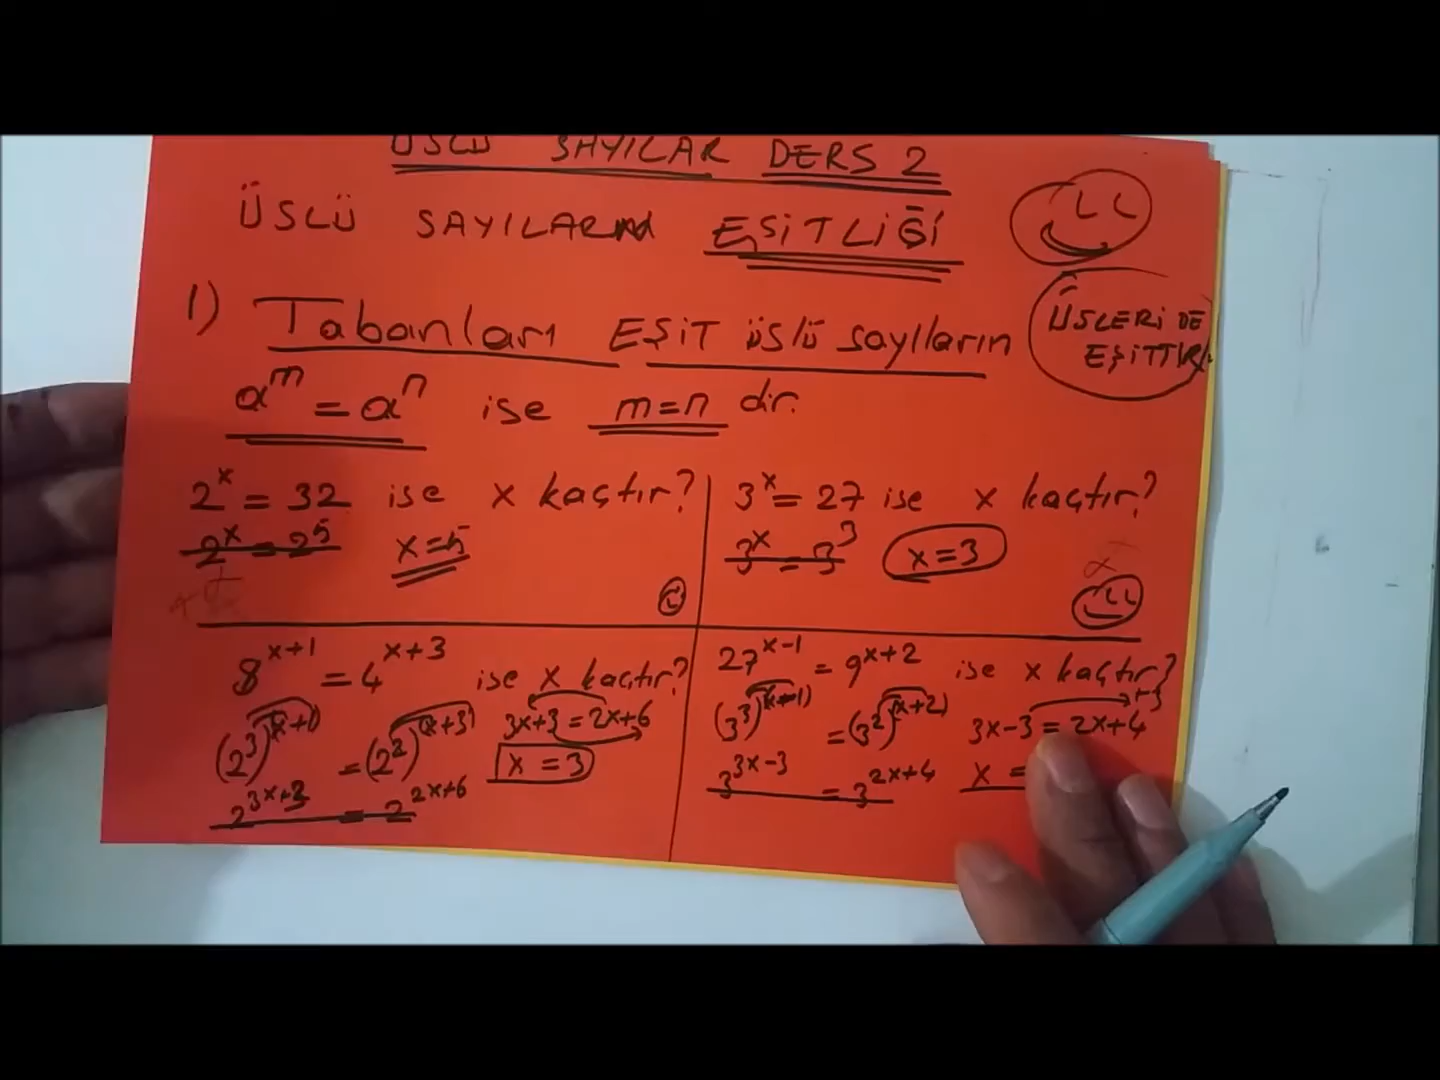 ÜSLÜ SAYILAR DERS 2
ÜSLÜ SAYILARIN EŞİTLİĞİ
1) Tabanları EŞİT üslü sayıların
ÜSLERİ DE
EŞİTTİR.
a^m = a^n ise m=n dir.
2^x = 32 ise x kaçtır?
2^x = 2^5 x=5
3^x = 27 ise x kaçtır?
3^x = 3^3 x=3
8^(x+1) = 4^(x+3) ise x kaçtır?
(2^3)^(x+1) = (2^2)^(x+3) 3x+3 = 2x+6
2^(3x+3) = 2^(2x+6) x = 3
27^(x-1) = 9^(x+2) ise x kaçtır?
(3^3)^(x-1) = (3^2)^(x+2) 3x-3 = 2x+4
3^(3x-3) = 3^(2x+4) x =